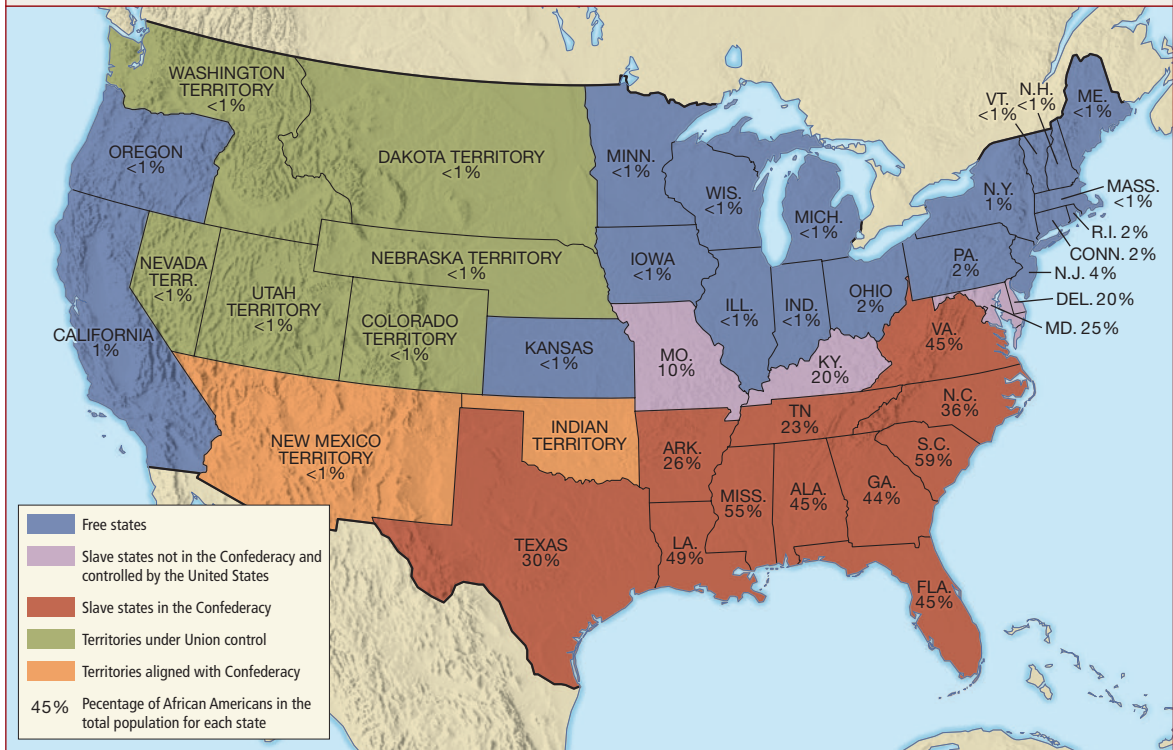 WASHINGTON
TERRITORY
<1%
OREGON
<1%
DAKOTA TERRITORY
<1%
MINN.
<1%
WIS.
<1%
MICH.
<1%
VT.
<1%
N.H.
<1%
ME.
<1%
N.Y.
1%
MASS.
<1%
R.I. 2%
CONN. 2%
N.J. 4%
DEL. 20%
MD. 25%
PA.
2%
NEVADA
TERR.
<1%
UTAH
TERRITORY
<1%
NEBRASKA TERRITORY
<1%
COLORADO
TERRITORY
<1%
IOWA
<1%
ILL.
<1%
IND.
<1%
OHIO
2%
CALIFORNIA
1%
KANSAS
<1%
MO.
10%
KY.
20%
VA.
45%
NEW MEXICO
TERRITORY
<1%
INDIAN
TERRITORY
ARK.
26%
TN
23%
N.C.
36%
S.C.
59%
MISS.
55%
ALA.
45%
GA.
44%
TEXAS
30%
LA.
49%
FLA.
45%
Free states
Slave states not in the Confederacy and
controlled by the United States
Slave states in the Confederacy
Territories under Union control
Territories aligned with Confederacy
45% Pecentage of African Americans in the
total population for each state